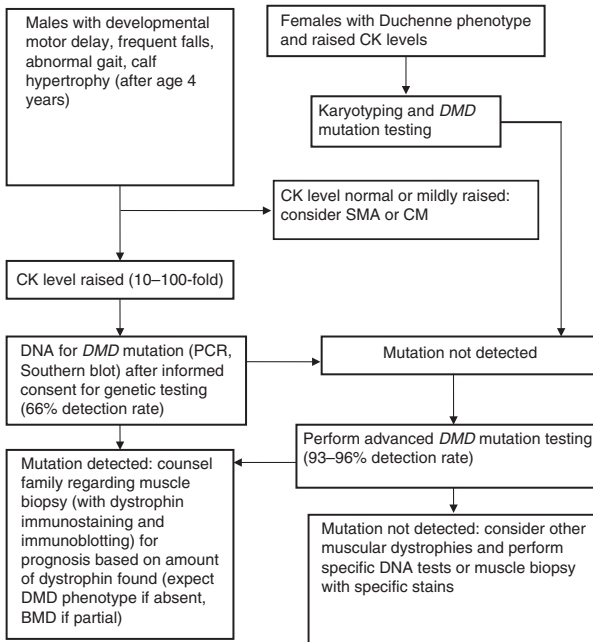 Males with developmental
motor delay, frequent falls,
abnormal gait, calf
hypertrophy (after age 4
years)
Females with Duchenne phenotype
and raised CK levels
Karyotyping and DMD
mutation testing
CK level normal or mildly raised:
consider SMA or CM
CK level raised (10–100-fold)
DNA for DMD mutation (PCR,
Southern blot) after informed
consent for genetic testing
(66% detection rate)
Mutation not detected
Perform advanced DMD mutation testing
(93–96% detection rate)
Mutation detected: counsel
family regarding muscle
biopsy (with dystrophin
immunostaining and
immunoblotting) for
prognosis based on amount
of dystrophin found (expect
DMD phenotype if absent,
BMD if partial)
Mutation not detected: consider other
muscular dystrophies and perform
specific DNA tests or muscle biopsy
with specific stains